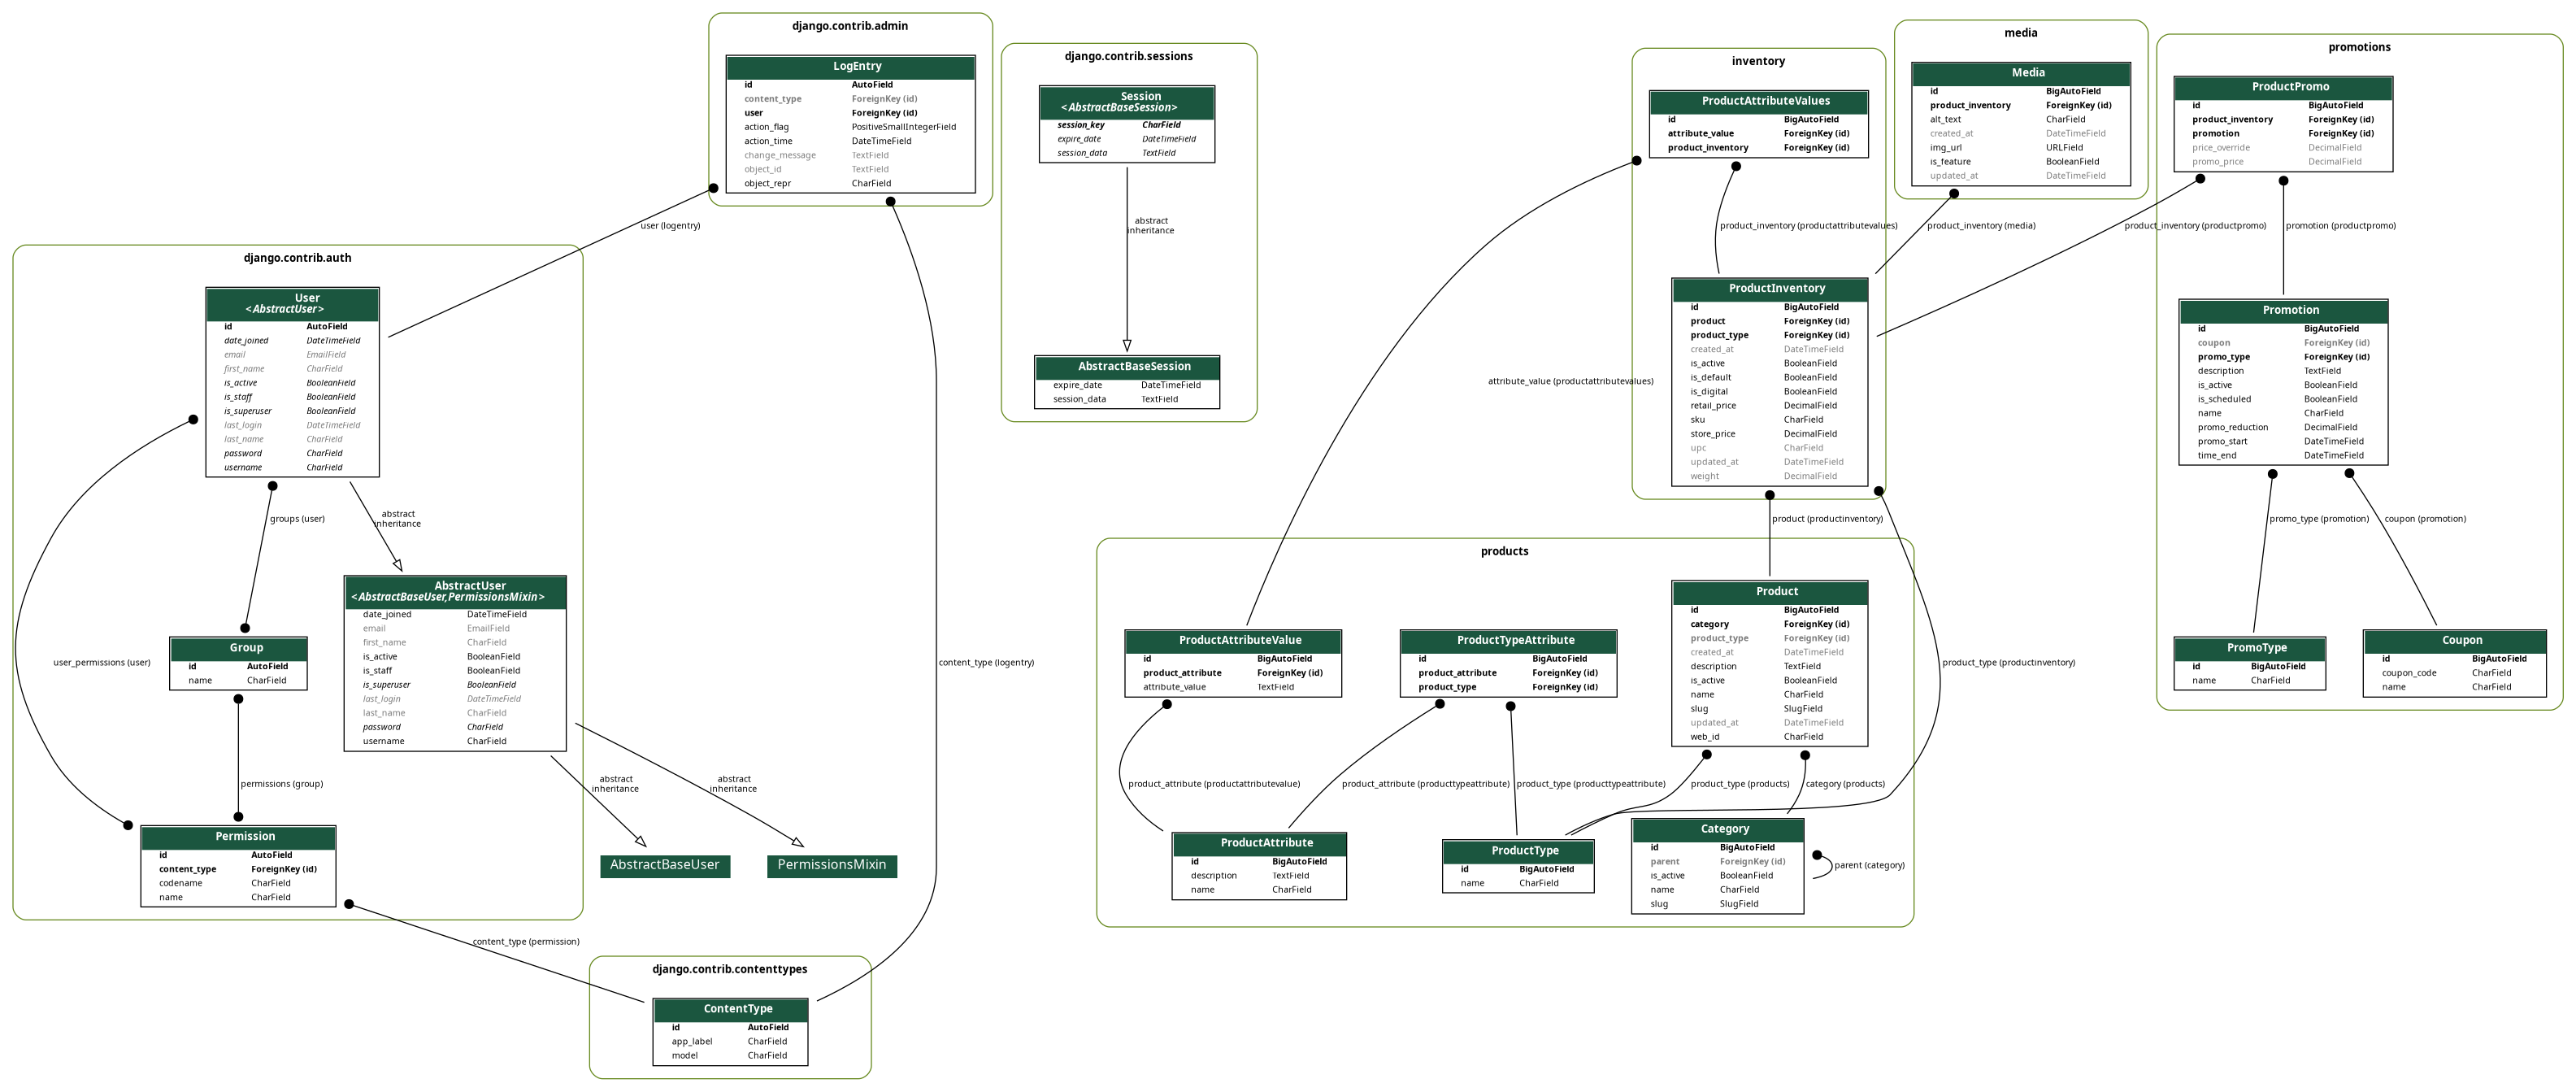 django.contrib.admin
LogEntry
id AutoField
content_type ForeignKey (id)
user ForeignKey (id)
action_flag PositiveSmallIntegerField
action_time DateTimeField
change_message TextField
object_id TextField
object_repr CharField
user (logentry)
content_type (logentry)
django.contrib.sessions
Session
<AbstractBaseSession>
session_key CharField
expire_date DateTimeField
session_data TextField
abstract
inheritance
AbstractBaseSession
expire_date DateTimeField
session_data TextField
django.contrib.auth
User
<AbstractUser>
id AutoField
date_joined DateTimeField
email EmailField
first_name CharField
is_active BooleanField
is_staff BooleanField
is_superuser BooleanField
last_login DateTimeField
last_name CharField
password CharField
username CharField
groups (user)
abstract
inheritance
user_permissions (user)
Group
id AutoField
name CharField
permissions (group)
AbstractUser
<AbstractBaseUser,PermissionsMixin>
date_joined DateTimeField
email EmailField
first_name CharField
is_active BooleanField
is_staff BooleanField
is_superuser BooleanField
last_login DateTimeField
last_name CharField
password CharField
username CharField
abstract
inheritance
abstract
inheritance
AbstractBaseUser
PermissionsMixin
Permission
id AutoField
content_type ForeignKey (id)
codename CharField
name CharField
content_type (permission)
django.contrib.contenttypes
ContentType
id AutoField
app_label CharField
model CharField
inventory
ProductAttributeValues
id BigAutoField
attribute_value ForeignKey (id)
product_inventory ForeignKey (id)
product_inventory (productattributevalues)
attribute_value (productattributevalues)
ProductInventory
id BigAutoField
product ForeignKey (id)
product_type ForeignKey (id)
created_at DateTimeField
is_active BooleanField
is_default BooleanField
is_digital BooleanField
retail_price DecimalField
sku CharField
store_price DecimalField
upc CharField
updated_at DateTimeField
weight DecimalField
product (productinventory)
product_type (productinventory)
media
Media
id BigAutoField
product_inventory ForeignKey (id)
alt_text CharField
created_at DateTimeField
img_url URLField
is_feature BooleanField
updated_at DateTimeField
product_inventory (media)
promotions
ProductPromo
id BigAutoField
product_inventory ForeignKey (id)
promotion ForeignKey (id)
price_override DecimalField
promo_price DecimalField
product_inventory (productpromo)
promotion (productpromo)
Promotion
id BigAutoField
coupon ForeignKey (id)
promo_type ForeignKey (id)
description TextField
is_active BooleanField
is_scheduled BooleanField
name CharField
promo_reduction DecimalField
promo_start DateTimeField
time_end DateTimeField
promo_type (promotion)
coupon (promotion)
PromoType
id BigAutoField
name CharField
Coupon
id BigAutoField
coupon_code CharField
name CharField
products
ProductAttributeValue
id BigAutoField
product_attribute ForeignKey (id)
attribute_value TextField
ProductTypeAttribute
id BigAutoField
product_attribute ForeignKey (id)
product_type ForeignKey (id)
Product
id BigAutoField
category ForeignKey (id)
product_type ForeignKey (id)
created_at DateTimeField
description TextField
is_active BooleanField
name CharField
slug SlugField
updated_at DateTimeField
web_id CharField
product_attribute (productattributevalue)
product_attribute (producttypeattribute)
product_type (producttypeattribute)
product_type (products)
category (products)
ProductAttribute
id BigAutoField
description TextField
name CharField
ProductType
id BigAutoField
name CharField
Category
id BigAutoField
parent ForeignKey (id)
is_active BooleanField
name CharField
slug SlugField
parent (category)